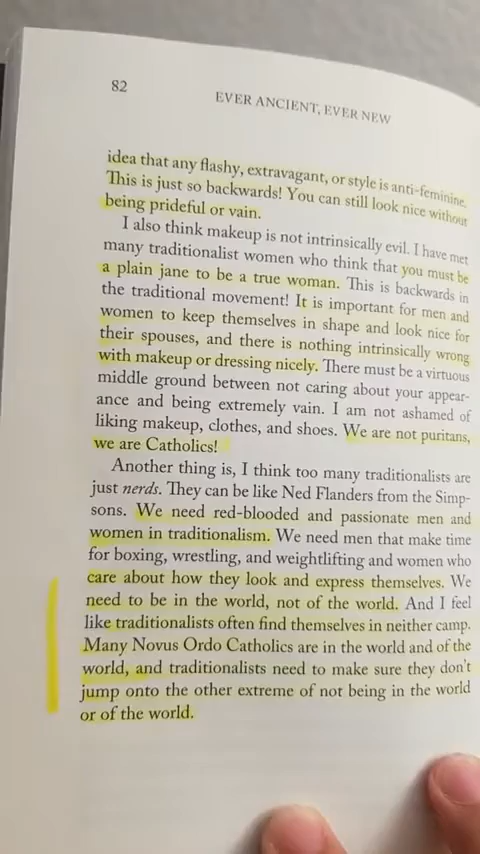 82
EVER ANCIENT, EVER NEW
idea that any flashy, extravagant, or style is anti-feminine.
This is just so backwards! You can still look nice without
being prideful or vain.
I also think makeup is not intrinsically evil. I have met
many traditionalist women who think that you must be
a plain jane to be a true woman. This is backwards in
the traditional movement! It is important for men and
women to keep themselves in shape and look nice for
their spouses, and there is nothing intrinsically wrong
with makeup or dressing nicely. There must be a virtuous
middle ground between not caring about your appear-
ance and being extremely vain. I am not ashamed of
liking makeup, clothes, and shoes. We are not puritans,
we are Catholics!
Another thing is, I think too many traditionalists are
just nerds. They can be like Ned Flanders from the Simp-
sons. We need red-blooded and passionate men and
women in traditionalism. We need men that make time
for boxing, wrestling, and weightlifting and women who
care about how they look and express themselves. We
need to be in the world, not of the world. And I feel
like traditionalists often find themselves in neither camp.
Many Novus Ordo Catholics are in the world and of the
world, and traditionalists need to make sure they don't
jump onto the other extreme of not being in the world
or of the world.